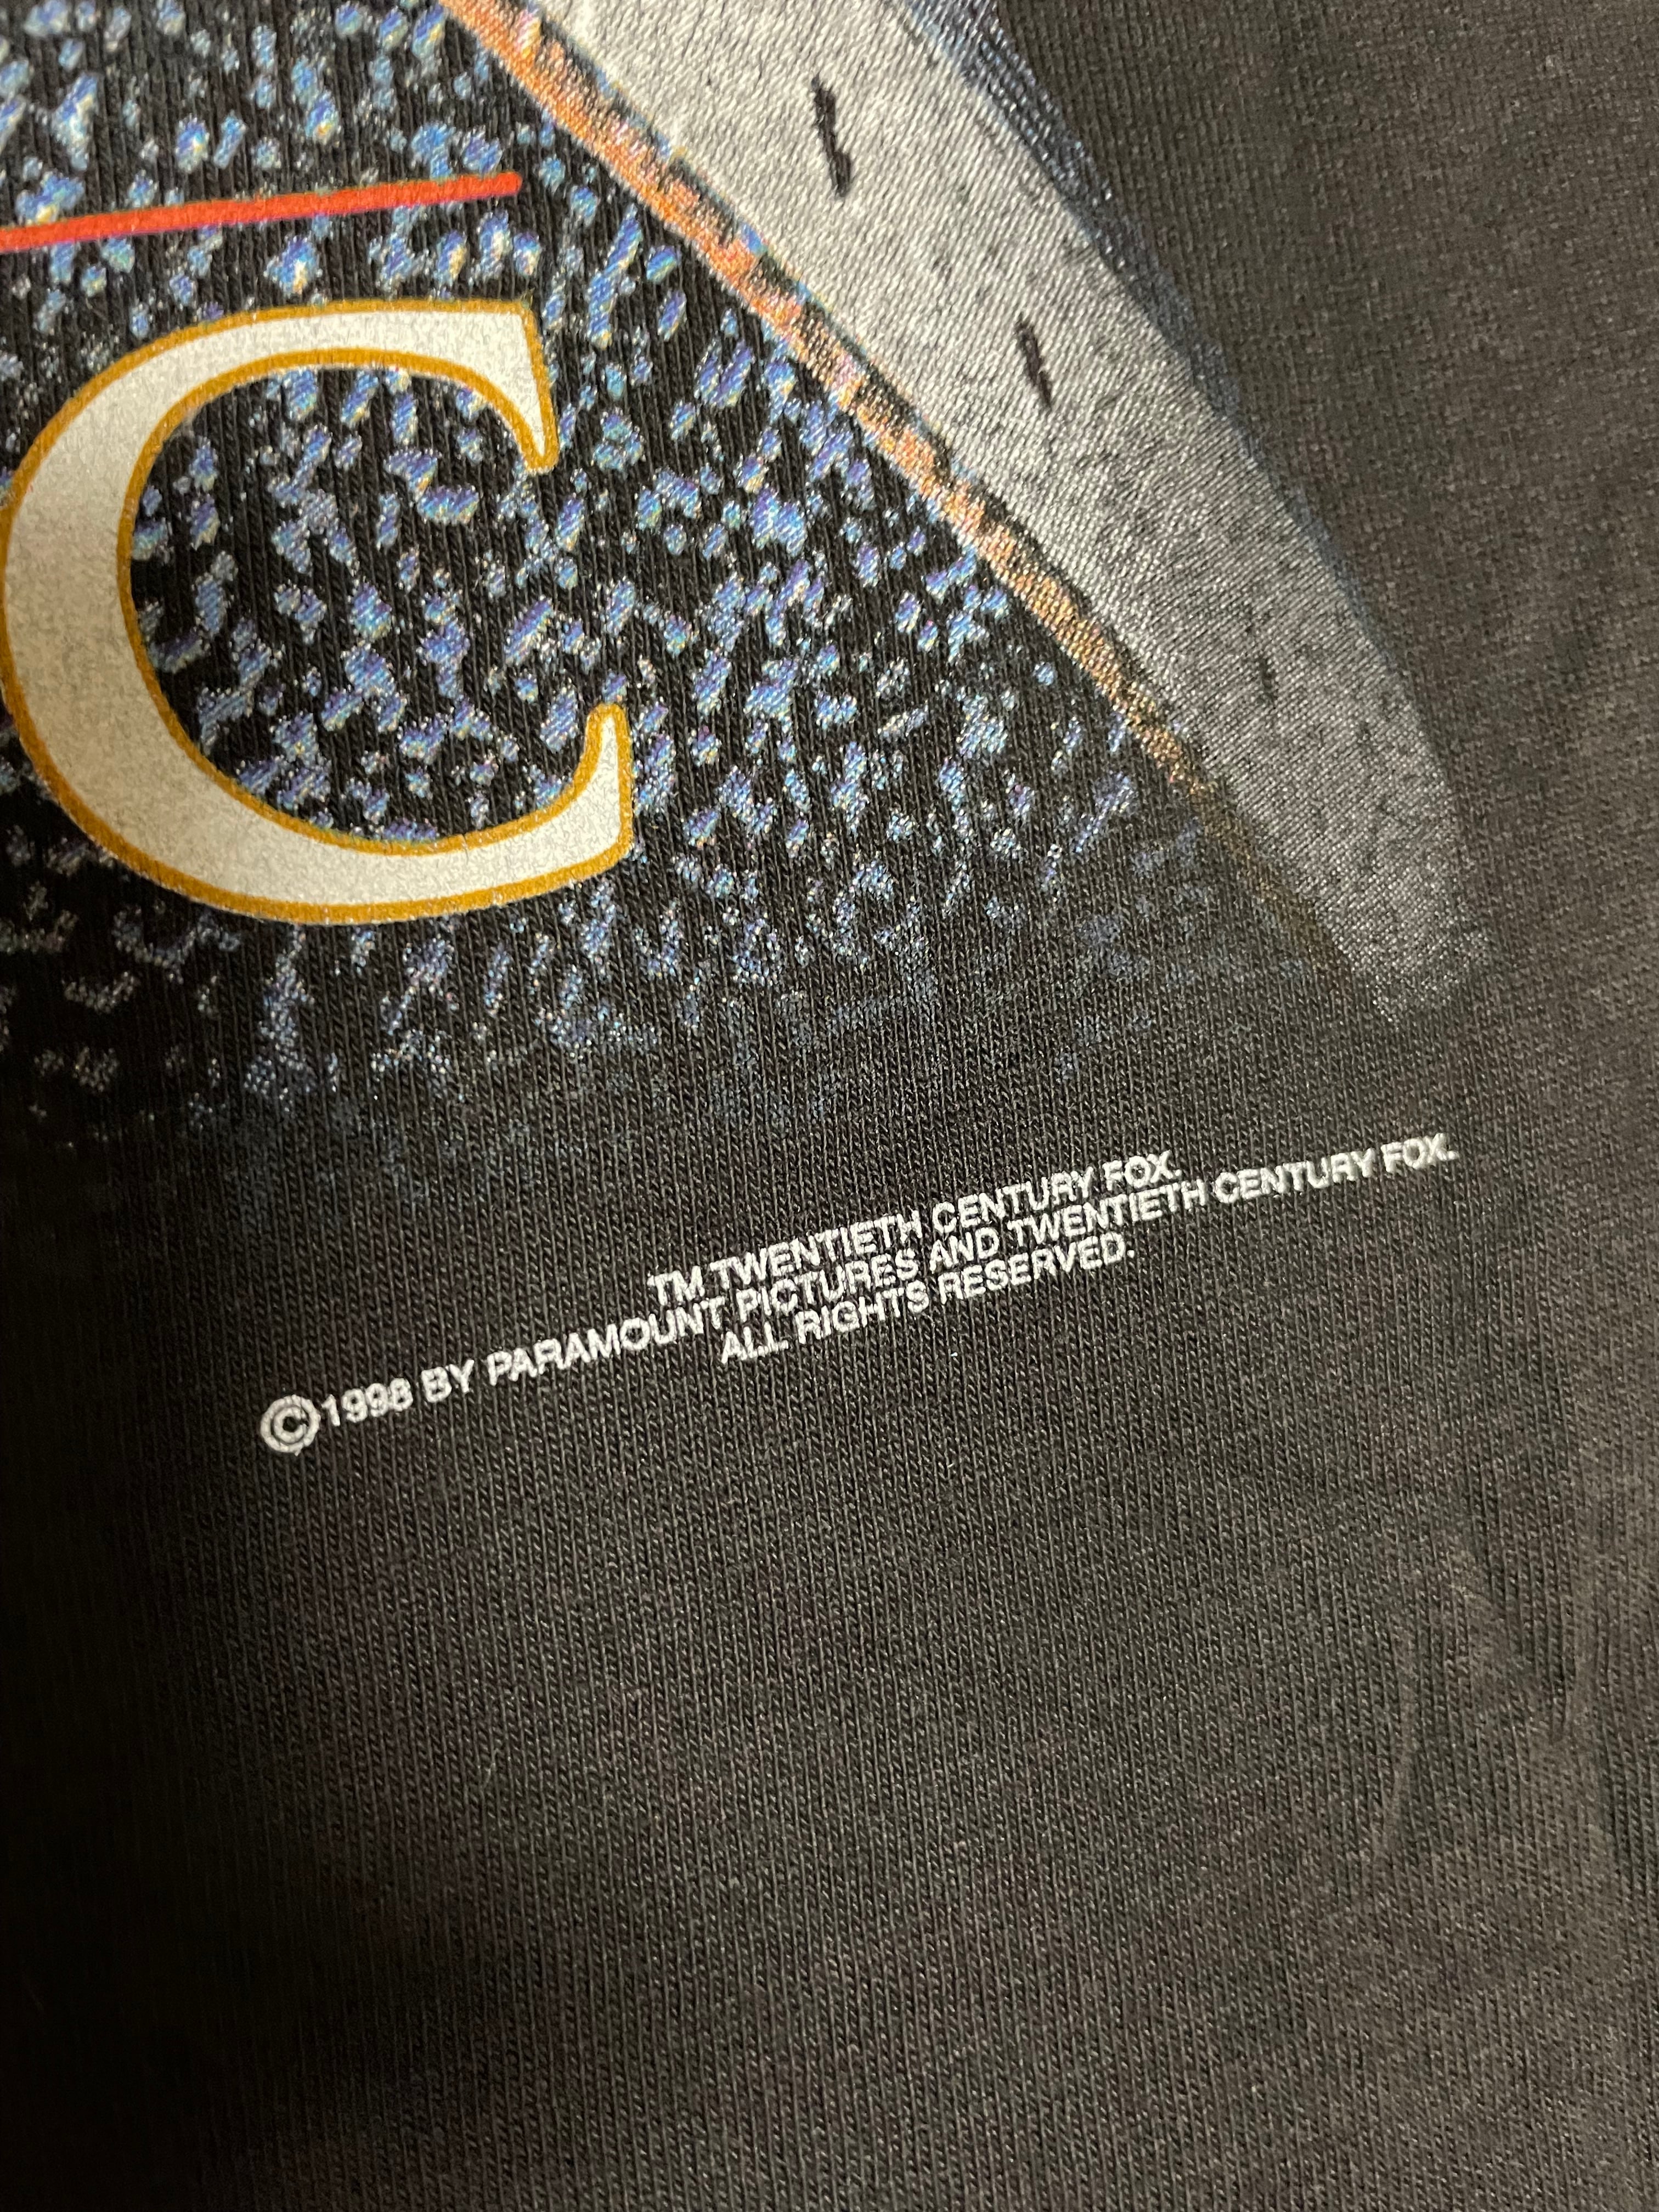 C
TM TWENTIETH CENTURY FOX.
©1998 BY PARAMOUNT PICTURES AND TWENTIETH CENTURY FOX.
ALL RIGHTS RESERVED.